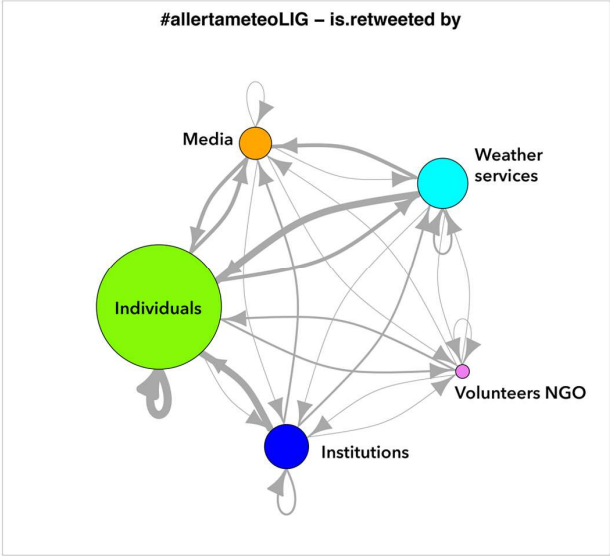 #allertameteoLIG – is.retweeted by
Media
Weather
services
Individuals
Volunteers NGO
Institutions